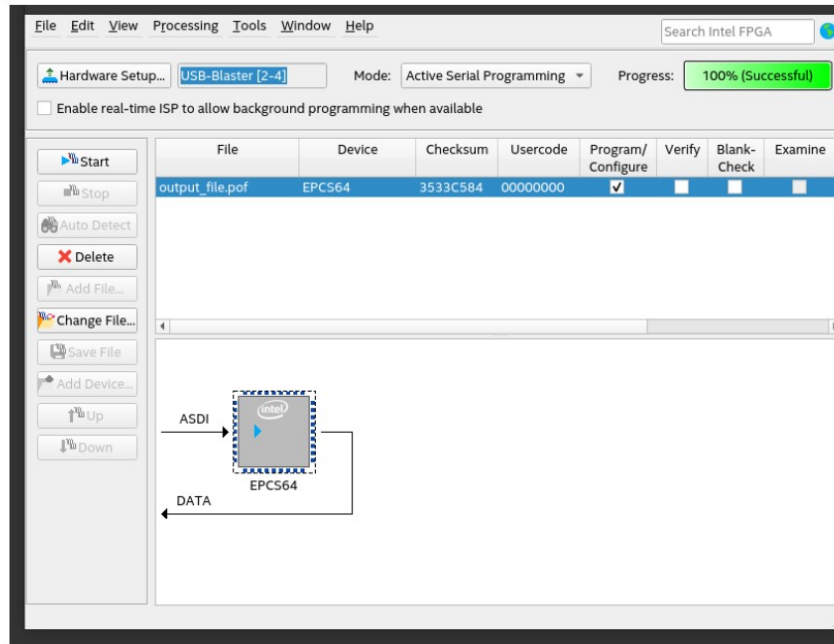 File Edit View Processing Tools Window Help
Search Intel FPGA
Hardware Setup... USB-Blaster [2-4] Mode: Active Serial Programming Progress: 100% (Successful)
Enable real-time ISP to allow background programming when available
Start
Stop
Auto Detect
Delete
Add File...
Change File...
Save File
Add Device...
Up
Down
File Device Checksum Usercode Program/ Verify Blank- Examine
Configure Check
output_file.pof EPCS64 3533C584 00000000
ASDI
intel
EPCS64
DATA